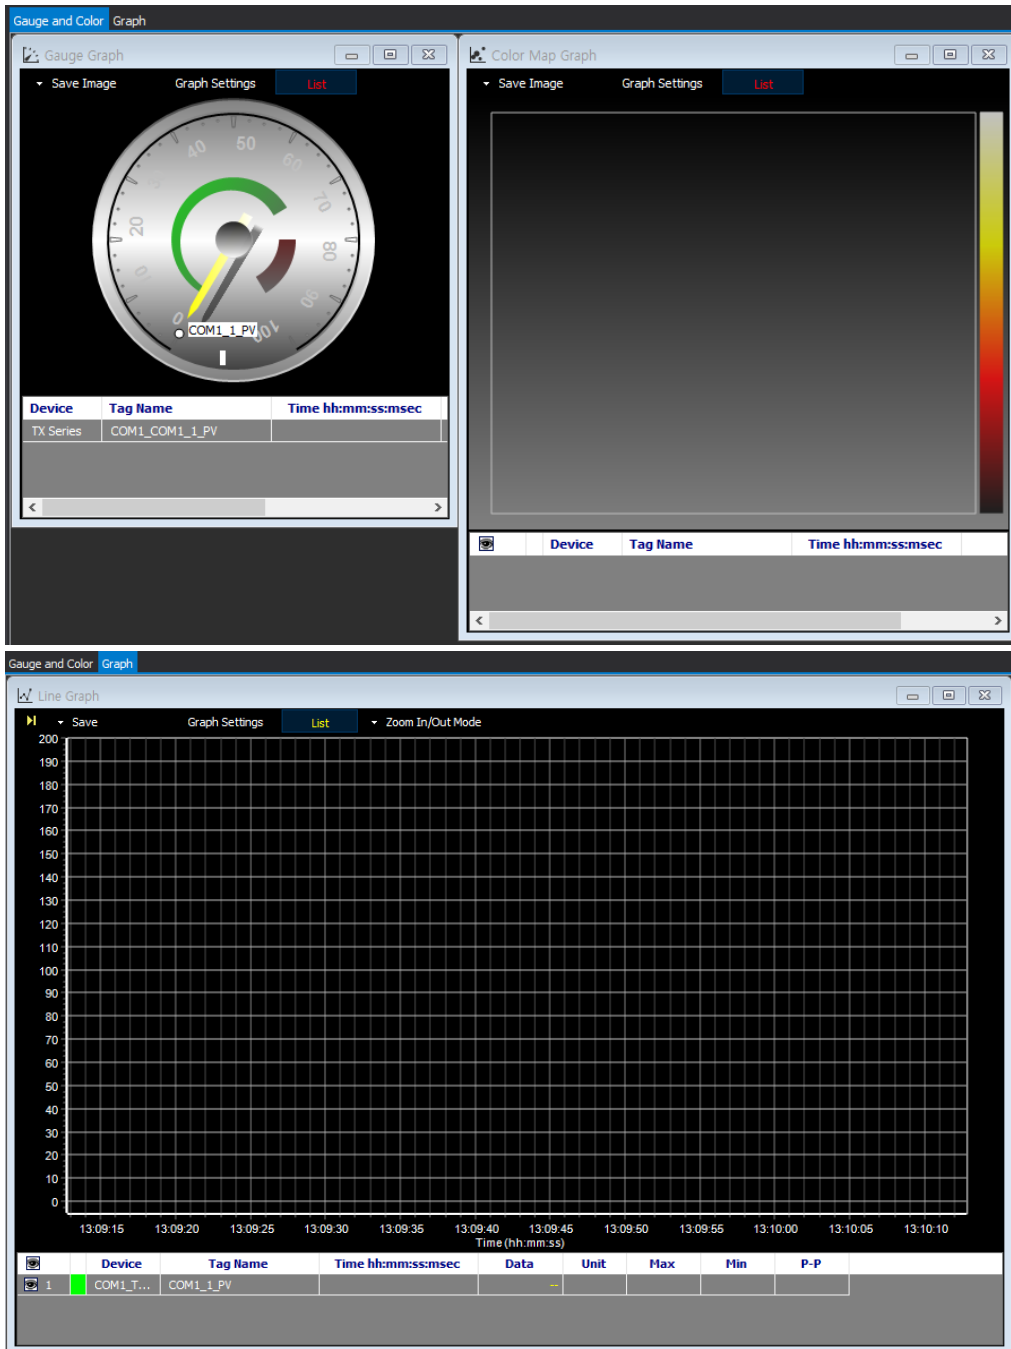 Gauge and Color Graph
Gauge Graph
Save Image Graph Settings List
0 10 20 30 40 50 60 70 80 90 100
COM1_1_PV
Device Tag Name Time hh:mm:ss:msec
TX Series COM1_COM1_1_PV
Color Map Graph
Save Image Graph Settings List
Device Tag Name Time hh:mm:ss:msec
Gauge and Color Graph
Line Graph
Save Graph Settings List Zoom In/Out Mode
200
190
180
170
160
150
140
130
120
110
100
90
80
70
60
50
40
30
20
10
0
13:09:15 13:09:20 13:09:25 13:09:30 13:09:35 13:09:40 13:09:45 13:09:50 13:09:55 13:10:00 13:10:05 13:10:10
Time(hh:mm:ss)
Device Tag Name Time hh:mm:ss:msec Data Unit Max Min P-P
1 COM1_T... COM1_1_PV --